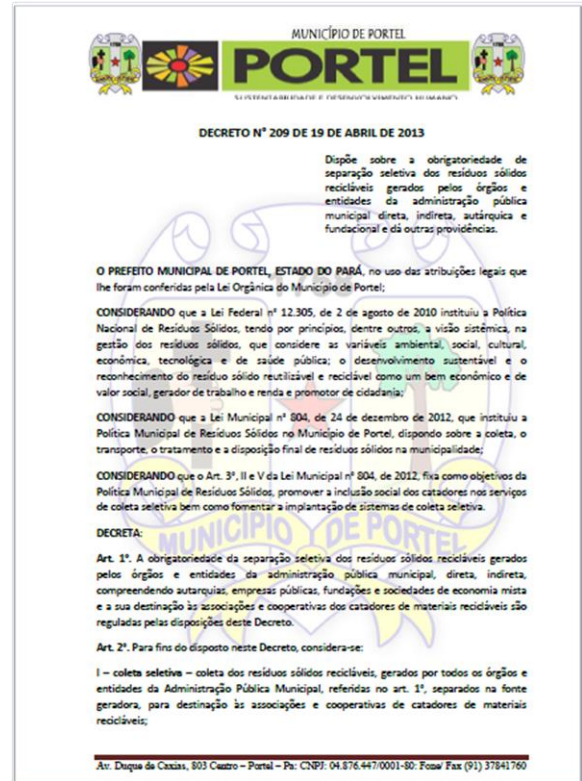 MUNICÍPIO DE PORTEL
PORTEL
SUSTENTABILIDADE E DESENVOLVIMENTO HUMANO
DECRETO N° 209 DE 19 DE ABRIL DE 2013
Dispõe sobre a obrigatoriedade de
separação seletiva dos resíduos sólidos
recicláveis gerados pelos órgãos e
entidades da administração pública
municipal direta, indireta, autárquica e
fundacional e dá outras providências.
O PREFEITO MUNICIPAL DE PORTEL, ESTADO DO PARÁ, no uso das atribuições legais que
lhe foram conferidas pela Lei Orgânica do Município de Portel;
CONSIDERANDO que a Lei Federal n° 12.305, de 2 de agosto de 2010 instituiu a Política
Nacional de Resíduos Sólidos, tendo por princípios, dentre outros, a visão sistêmica, na
gestão dos resíduos sólidos, que considere as variáveis ambiental, social, cultural,
econômica, tecnológica e de saúde pública; o desenvolvimento sustentável e o
reconhecimento do resíduo sólido reutilizável e reciclável como um bem econômico e de
valor social, gerador de trabalho e renda e promotor de cidadania;
CONSIDERANDO que a Lei Municipal n° 804, de 24 de dezembro de 2012, que instituiu a
Política Municipal de Resíduos Sólidos no Município de Portel, dispondo sobre a coleta, o
transporte, o tratamento e a disposição final de resíduos sólidos na municipalidade;
CONSIDERANDO que o Art. 3°, II e V da Lei Municipal n° 804, de 2012, fixa como objetivos da
Política Municipal de Resíduos Sólidos, promover a inclusão social dos catadores nos serviços
de coleta seletiva bem como fomentar a implantação de sistemas de coleta seletiva.
DECRETA:
MUNICIPIO DE PORTEL
Art. 1°. A obrigatoriedade da separação seletiva dos resíduos sólidos recicláveis gerados
pelos órgãos e entidades da administração pública municipal, direta, indireta,
compreendendo autarquias, empresas públicas, fundações e sociedades de economia mista
e a sua destinação às associações e cooperativas dos catadores de materiais recicláveis são
reguladas pelas disposições deste Decreto.
Art. 2°. Para fins do disposto neste Decreto, considera-se:
I – coleta seletiva – coleta dos resíduos sólidos recicláveis, gerados por todos os órgãos e
entidades da Administração Pública Municipal, referidas no art. 1°, separados na fonte
geradora, para destinação às associações e cooperativas de catadores de materiais
recicláveis;
Av. Duque de Caxias, 803 Centro – Portel – Pa: CNPJ: 04.876.447/0001-80: Fone/ Fax (91) 37841760